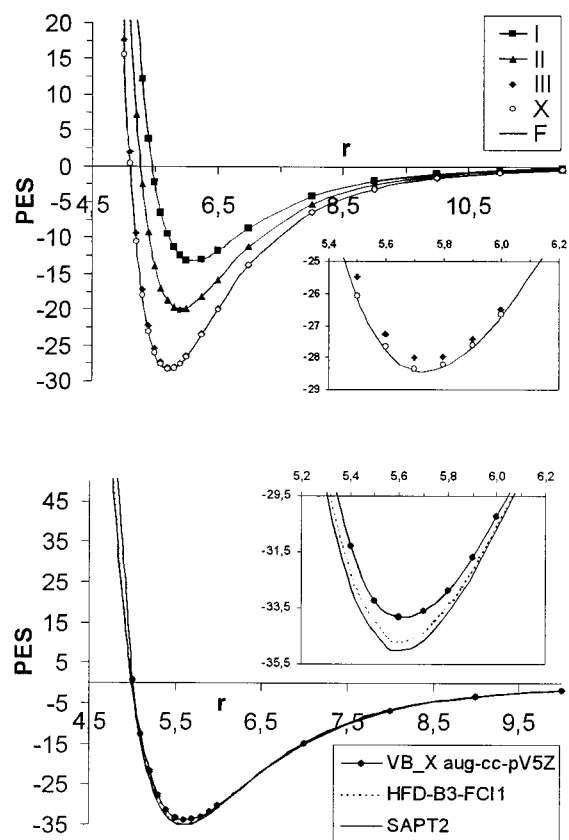 20
15
10
5
0
-5
-10
-15
-20
-25
-30
PES
r
4,5 6,5 8,5 10,5
I
II
III
X
F
5,4 5,6 5,8 6,0 6,2
-25
-26
-27
-28
-29
45
35
25
15
5
-5
-15
-25
-35
PES
r
4,5 5,5 6,5 7,5 8,5 9,5
5,2 5,4 5,6 5,8 6,0 6,2
-29,5
-31,5
-33,5
-35,5
VB_X aug-cc-pV5Z
HFD-B3-FCI1
SAPT2